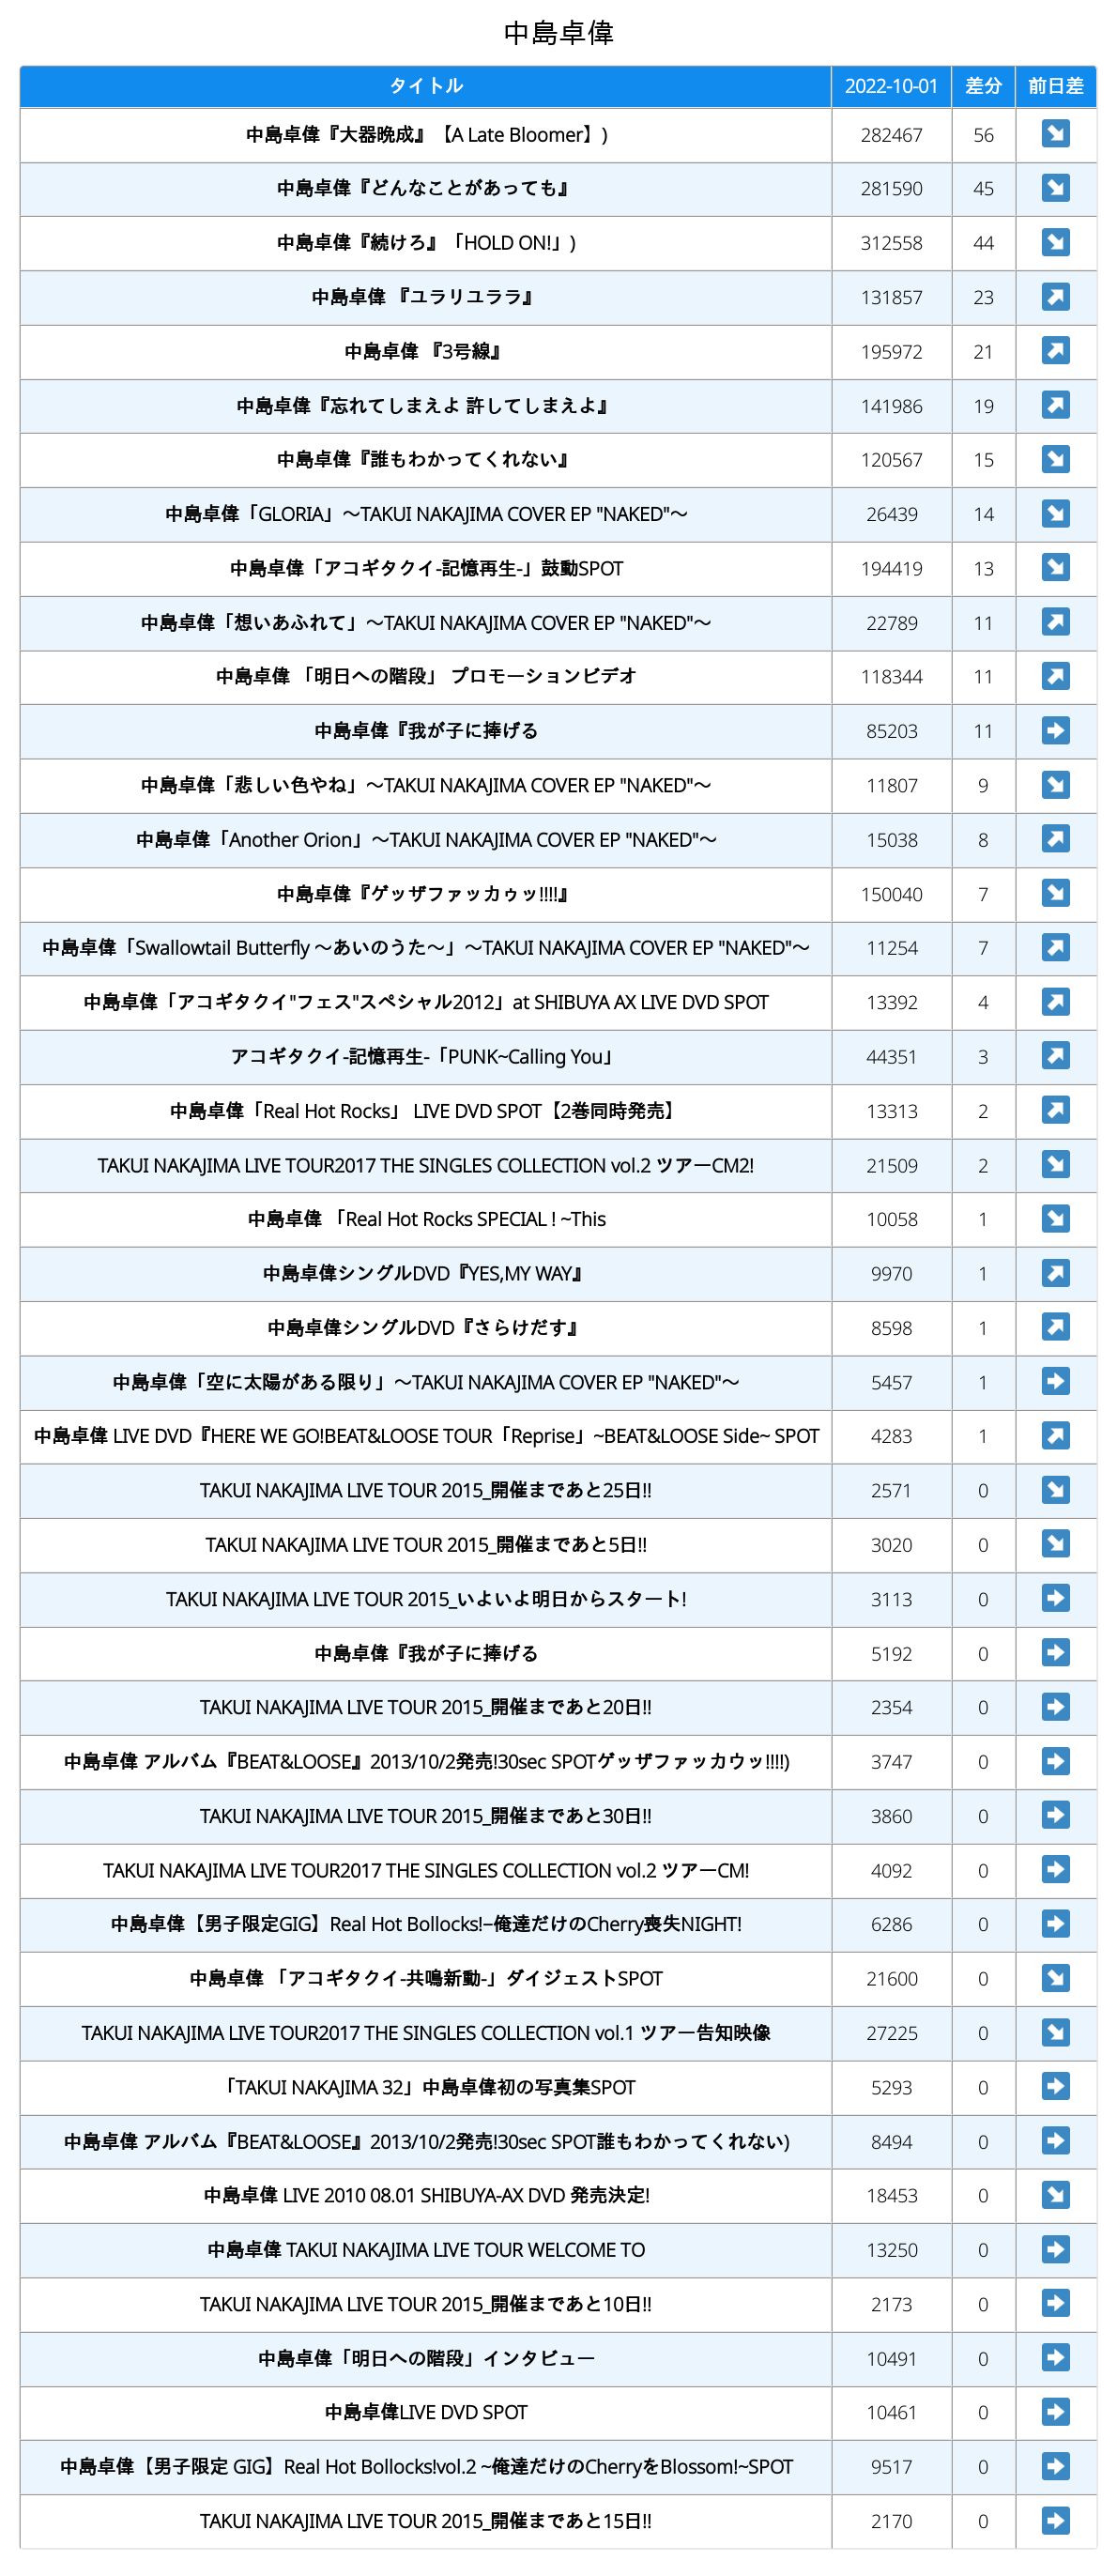 中島卓偉
タイトル 2022-10-01 差分 前日差
中島卓偉『大器晩成』【A Late Bloomer】) 282467 56 ↘
中島卓偉『どんなことがあっても』 281590 45 ↘
中島卓偉『続けろ』「HOLD ON!」) 312558 44 ↘
中島卓偉 『ユラリユララ』 131857 23 ↗
中島卓偉 『3号線』 195972 21 ↗
中島卓偉『忘れてしまえよ 許してしまえよ』 141986 19 ↗
中島卓偉『誰もわかってくれない』 120567 15 ↘
中島卓偉「GLORIA」〜TAKUI NAKAJIMA COVER EP "NAKED"〜 26439 14 ↘
中島卓偉「アコギタクイ-記憶再生-」鼓動SPOT 194419 13 ↘
中島卓偉「想いあふれて」〜TAKUI NAKAJIMA COVER EP "NAKED"〜 22789 11 ↗
中島卓偉 「明日への階段」 プロモーションビデオ 118344 11 ↗
中島卓偉『我が子に捧げる 85203 11 ➡
中島卓偉「悲しい色やね」〜TAKUI NAKAJIMA COVER EP "NAKED"〜 11807 9 ↘
中島卓偉「Another Orion」〜TAKUI NAKAJIMA COVER EP "NAKED"〜 15038 8 ↗
中島卓偉『ゲッザファッカゥッ!!!!』 150040 7 ↘
中島卓偉「Swallowtail Butterfly 〜あいのうた〜」〜TAKUI NAKAJIMA COVER EP "NAKED"〜 11254 7 ↗
中島卓偉「アコギタクイ"フェス"スペシャル2012」at SHIBUYA AX LIVE DVD SPOT 13392 4 ↗
アコギタクイ-記憶再生-「PUNK~Calling You」 44351 3 ↗
中島卓偉「Real Hot Rocks」 LIVE DVD SPOT【2巻同時発売】 13313 2 ↗
TAKUI NAKAJIMA LIVE TOUR2017 THE SINGLES COLLECTION vol.2 ツアーCM2! 21509 2 ↘
中島卓偉 「Real Hot Rocks SPECIAL ! ~This 10058 1 ↘
中島卓偉シングルDVD『YES,MY WAY』 9970 1 ↗
中島卓偉シングルDVD『さらけだす』 8598 1 ↗
中島卓偉「空に太陽がある限り」〜TAKUI NAKAJIMA COVER EP "NAKED"〜 5457 1 ➡
中島卓偉 LIVE DVD『HERE WE GO!BEAT&LOOSE TOUR「Reprise」~BEAT&LOOSE Side~ SPOT 4283 1 ↗
TAKUI NAKAJIMA LIVE TOUR 2015_開催まであと25日!! 2571 0 ↘
TAKUI NAKAJIMA LIVE TOUR 2015_開催まであと5日!! 3020 0 ↘
TAKUI NAKAJIMA LIVE TOUR 2015_いよいよ明日からスタート! 3113 0 ➡
中島卓偉『我が子に捧げる 5192 0 ➡
TAKUI NAKAJIMA LIVE TOUR 2015_開催まであと20日!! 2354 0 ➡
中島卓偉 アルバム『BEAT&LOOSE』2013/10/2発売!30sec SPOTゲッザファッカウッ!!!!) 3747 0 ➡
TAKUI NAKAJIMA LIVE TOUR 2015_開催まであと30日!! 3860 0 ➡
TAKUI NAKAJIMA LIVE TOUR2017 THE SINGLES COLLECTION vol.2 ツアーCM! 4092 0 ➡
中島卓偉【男子限定GIG】Real Hot Bollocks!−俺達だけのCherry喪失NIGHT! 6286 0 ➡
中島卓偉 「アコギタクイ-共鳴新動-」ダイジェストSPOT 21600 0 ↘
TAKUI NAKAJIMA LIVE TOUR2017 THE SINGLES COLLECTION vol.1 ツアー告知映像 27225 0 ↘
「TAKUI NAKAJIMA 32」中島卓偉初の写真集SPOT 5293 0 ➡
中島卓偉 アルバム『BEAT&LOOSE』2013/10/2発売!30sec SPOT誰もわかってくれない) 8494 0 ➡
中島卓偉 LIVE 2010 08.01 SHIBUYA-AX DVD 発売決定! 18453 0 ↘
中島卓偉 TAKUI NAKAJIMA LIVE TOUR WELCOME TO 13250 0 ➡
TAKUI NAKAJIMA LIVE TOUR 2015_開催まであと10日!! 2173 0 ➡
中島卓偉「明日への階段」インタビュー 10491 0 ➡
中島卓偉LIVE DVD SPOT 10461 0 ➡
中島卓偉【男子限定 GIG】Real Hot Bollocks!vol.2 ~俺達だけのCherryをBlossom!~SPOT 9517 0 ➡
TAKUI NAKAJIMA LIVE TOUR 2015_開催まであと15日!! 2170 0 ➡